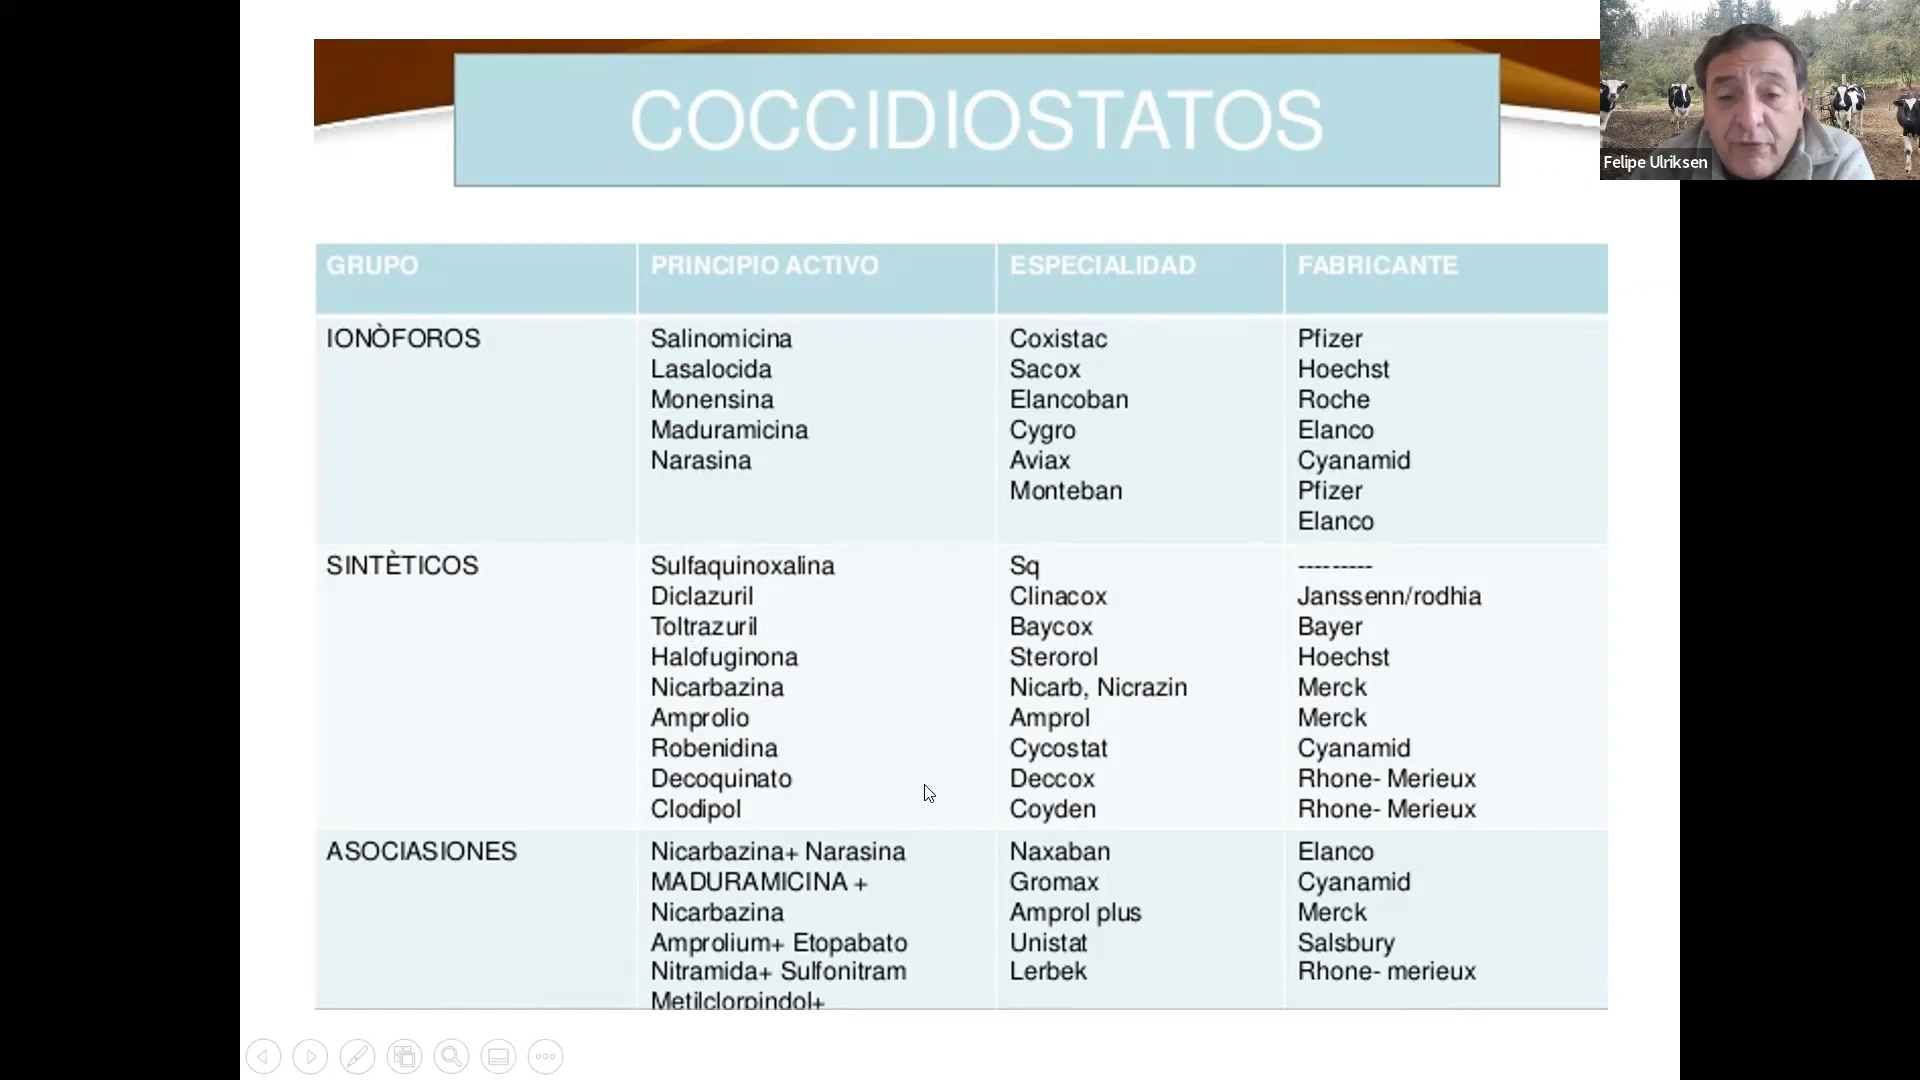 COCCIDIOSTATOS
Felipe Ulriksen
GRUPO PRINCIPIO ACTIVO ESPECIALIDAD FABRICANTE
IONÒFOROS Salinomicina Coxistac Pfizer
Lasalocida Sacox Hoechst
Monensina Elancoban Roche
Maduramicina Cygro Elanco
Narasina Aviax Cyanamid
Monteban Pfizer
Elanco
SINTÈTICOS Sulfaquinoxalina Sq ---------
Diclazuril Clinacox Janssenn/rodhia
Toltrazuril Baycox Bayer
Halofuginona Sterorol Hoechst
Nicarbazina Nicarb, Nicrazin Merck
Amprolio Amprol Merck
Robenidina Cycostat Cyanamid
Decoquinato Deccox Rhone- Merieux
Clodipol Coyden Rhone- Merieux
ASOCIASIONES Nicarbazina+ Narasina Naxaban Elanco
MADURAMICINA + Gromax Cyanamid
Nicarbazina Amprol plus Merck
Amprolium+ Etopabato Unistat Salsbury
Nitramida+ Sulfonitram Lerbek Rhone- merieux
Metilclorpindol+